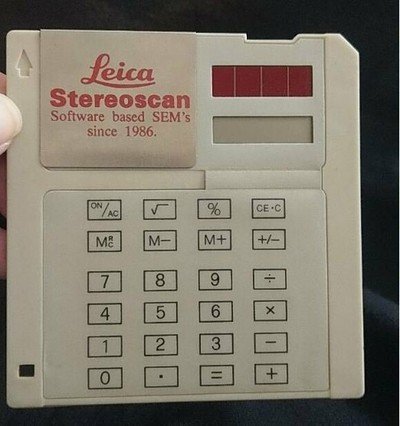 Leica
Stereoscan
Software based SEM's
since 1986.
ON/AC √ % CE·C
MR/C M− M+ +/−
7 8 9 ÷
4 5 6 ×
1 2 3 −
0 · = +